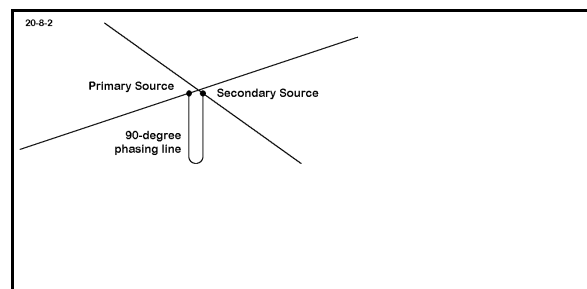 20-8-2
Primary Source
Secondary Source
90-degree
phasing line